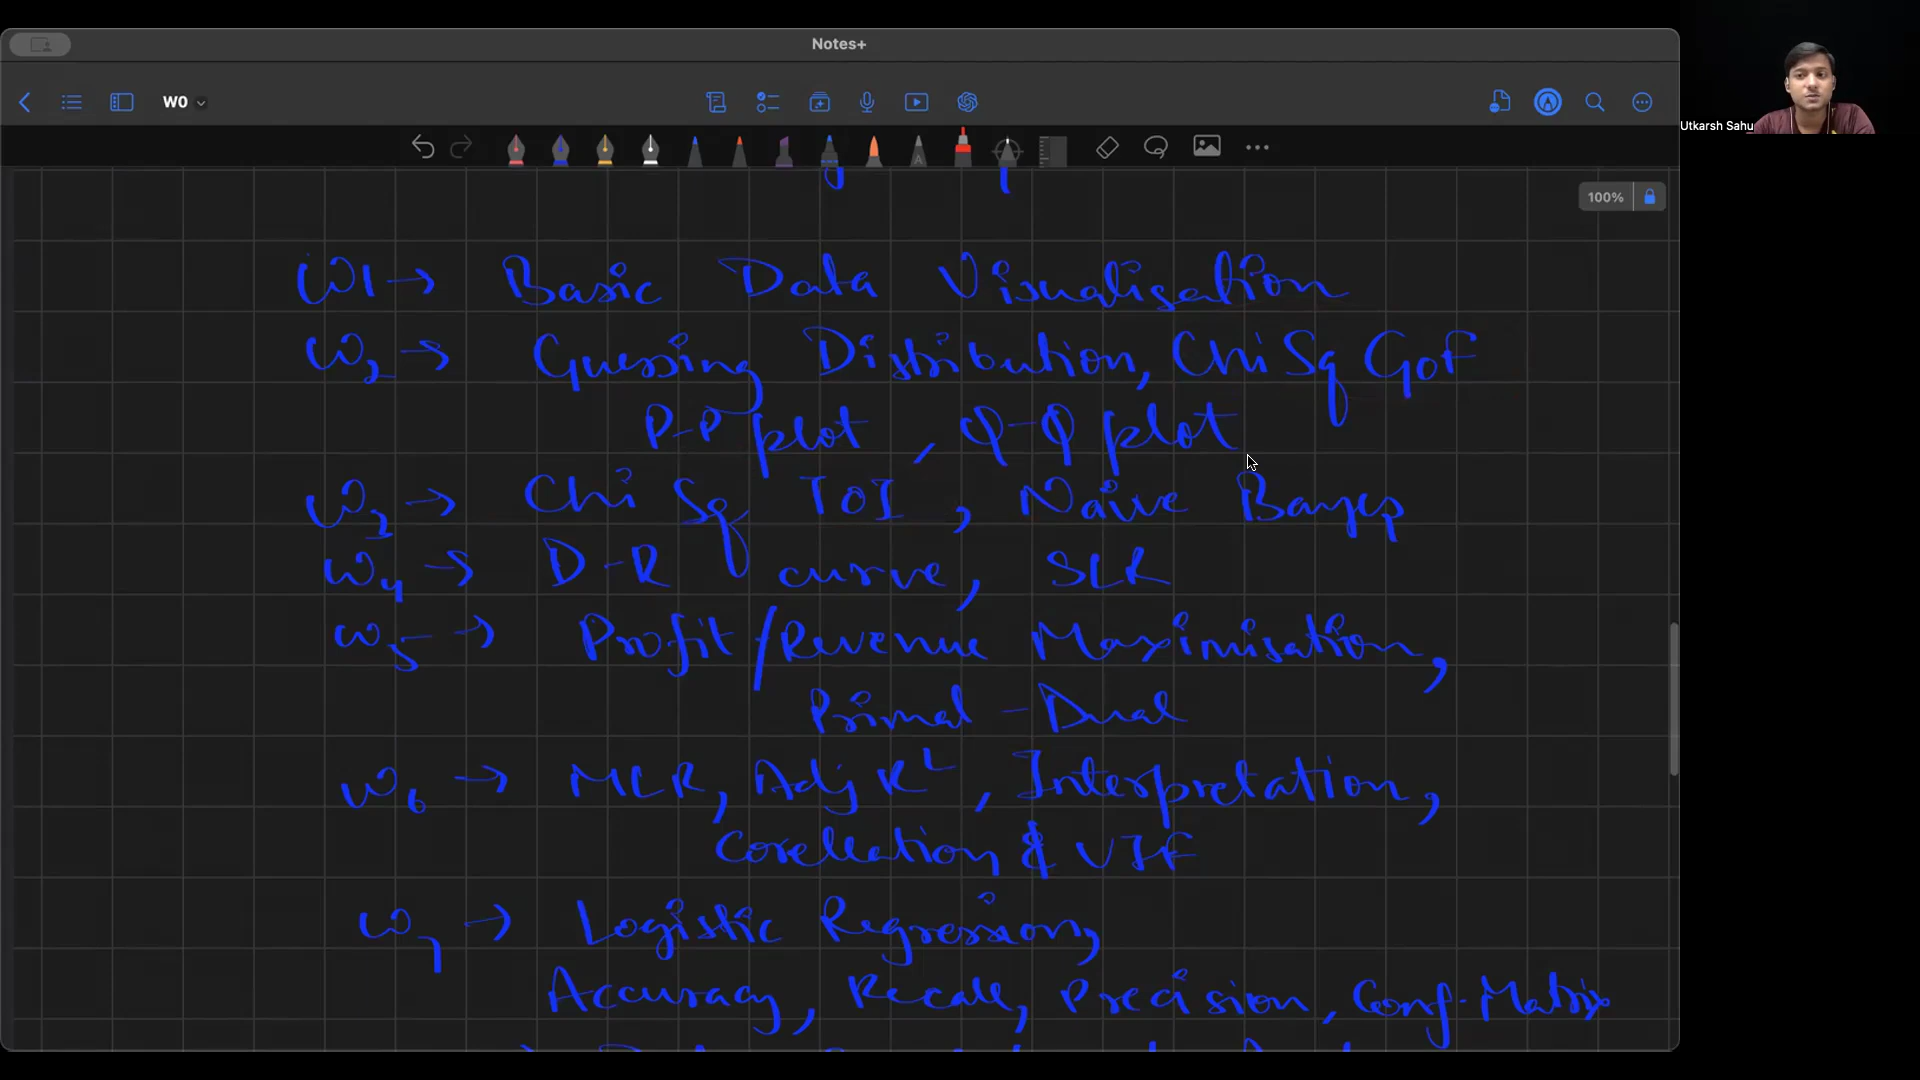 Notes+
W0
Utkarsh Sahu
100%
W1 → Basic Data Visualisation
W2 → Guessing Distribution, Chi Sq GoF
P-P plot, Q-Q plot
W3 → Chi Sq ToI, Naive Bayes
W4 → D-R curve, SLR
W5 → Profit/Revenue Maximisation,
Primal - Dual
W6 → MLR, Adj R², Interpretation,
Corellation & VIF
W7 → Logistic Regression,
Accuracy, Recall, Precision, Conf. Matrix